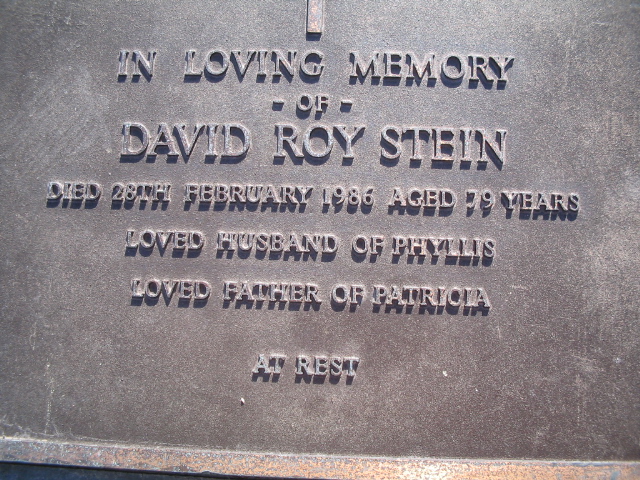 IN LOVING MEMORY
- OF -
DAVID ROY STEIN
DIED 28TH FEBRUARY 1986 AGED 79 YEARS
LOVED HUSBAND OF PHYLLIS
LOVED FATHER OF PATRICIA
AT REST